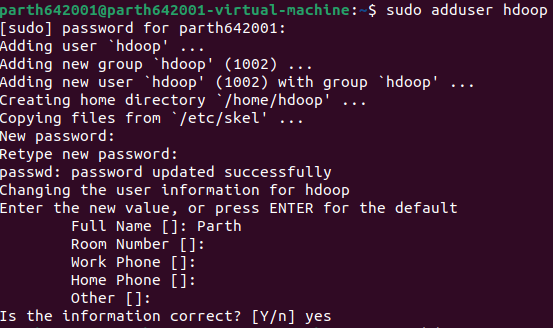 parth642001@parth642001-virtual-machine:~$ sudo adduser hdoop
[sudo] password for parth642001:
Adding user `hdoop' ...
Adding new group `hdoop' (1002) ...
Adding new user `hdoop' (1002) with group `hdoop' ...
Creating home directory `/home/hdoop' ...
Copying files from `/etc/skel' ...
New password:
Retype new password:
passwd: password updated successfully
Changing the user information for hdoop
Enter the new value, or press ENTER for the default
Full Name []: Parth
Room Number []:
Work Phone []:
Home Phone []:
Other []:
Is the information correct? [Y/n] yes